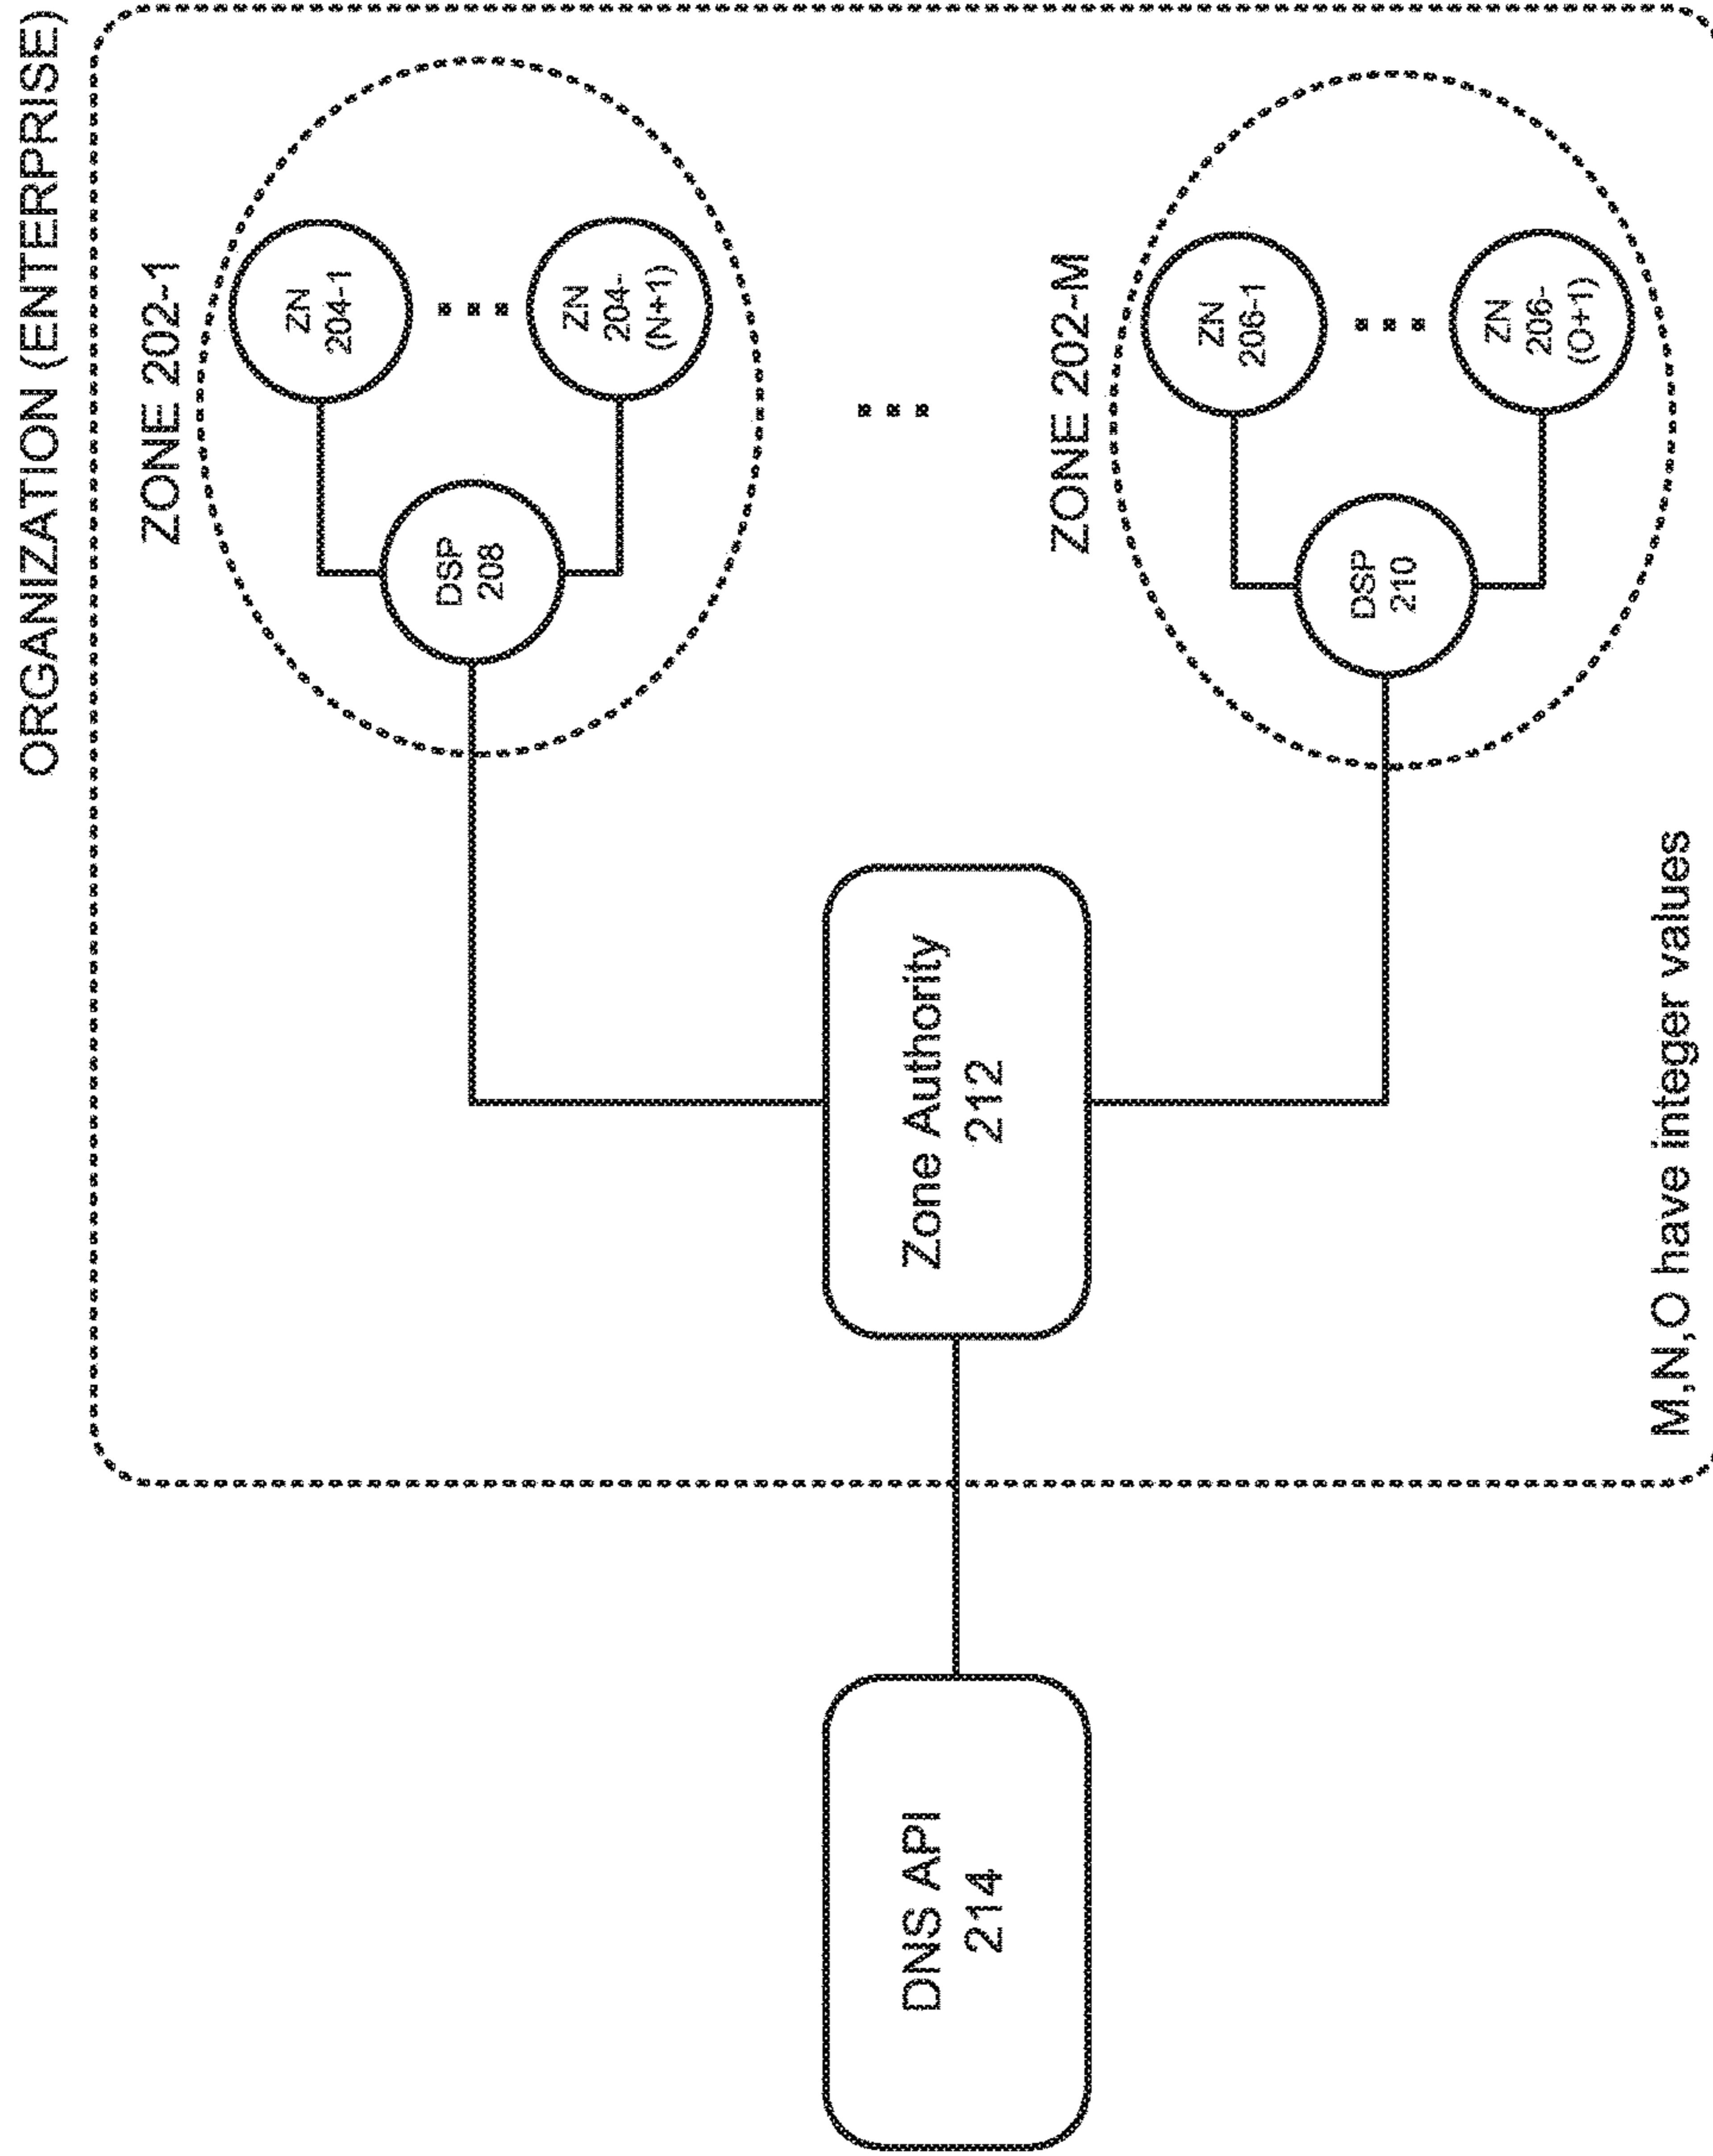 ORGANIZATION (ENTERPRISE)
ZONE 202-1
ZN
204-1
ZN
204-
(N+1)
DSP
208
ZONE 202-M
ZN
206-1
ZN
206-
(O+1)
DSP
210
Zone Authority
212
DNS API
214
M,N,O have integer values